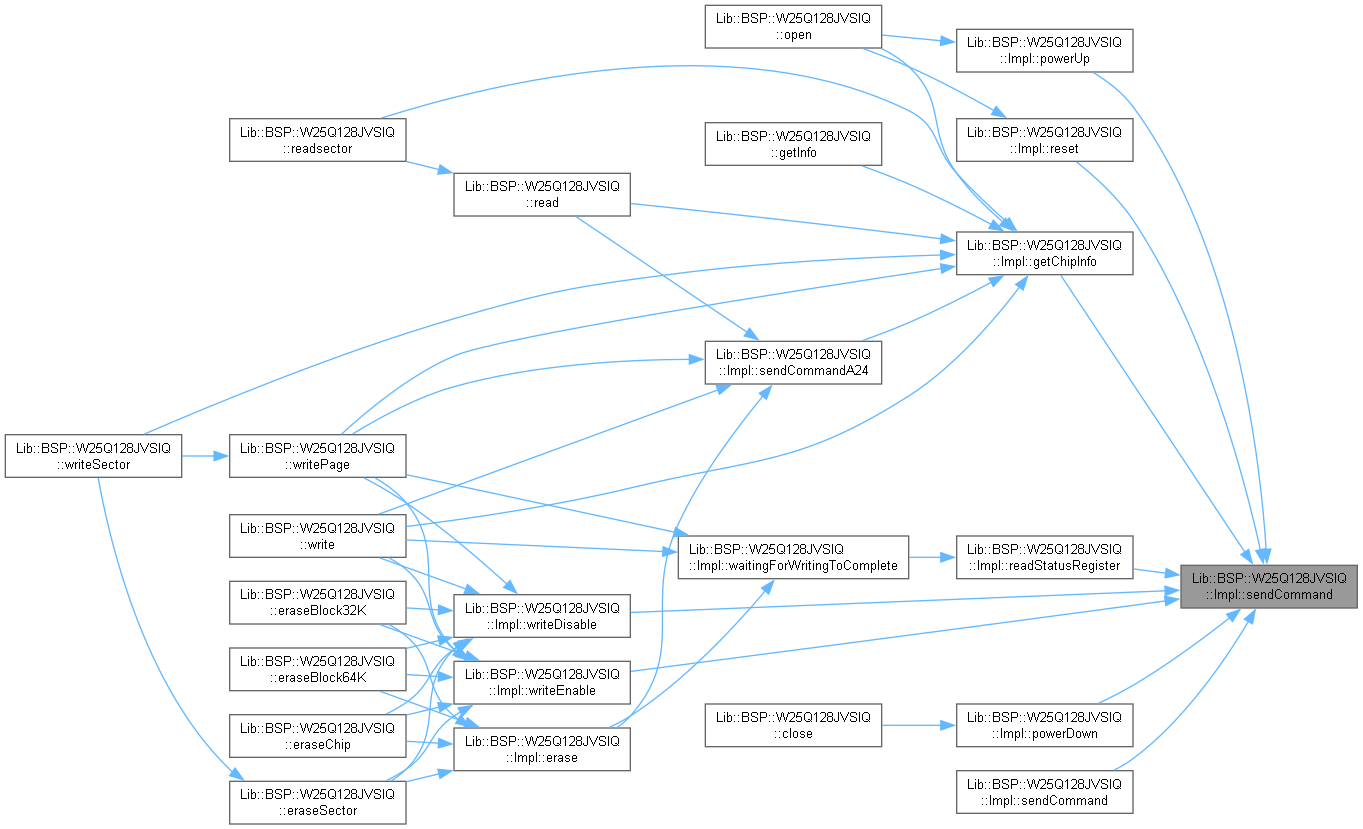 Lib::BSP::W25Q128JVSIQ
::open
Lib::BSP::W25Q128JVSIQ
::Impl::powerUp
Lib::BSP::W25Q128JVSIQ
::readsector
Lib::BSP::W25Q128JVSIQ
::getInfo
Lib::BSP::W25Q128JVSIQ
::Impl::reset
Lib::BSP::W25Q128JVSIQ
::read
Lib::BSP::W25Q128JVSIQ
::Impl::getChipInfo
Lib::BSP::W25Q128JVSIQ
::Impl::sendCommandA24
Lib::BSP::W25Q128JVSIQ
::writeSector
Lib::BSP::W25Q128JVSIQ
::writePage
Lib::BSP::W25Q128JVSIQ
::write
Lib::BSP::W25Q128JVSIQ
::Impl::waitingForWritingToComplete
Lib::BSP::W25Q128JVSIQ
::Impl::readStatusRegister
Lib::BSP::W25Q128JVSIQ
::Impl::sendCommand
Lib::BSP::W25Q128JVSIQ
::eraseBlock32K
Lib::BSP::W25Q128JVSIQ
::Impl::writeDisable
Lib::BSP::W25Q128JVSIQ
::eraseBlock64K
Lib::BSP::W25Q128JVSIQ
::Impl::writeEnable
Lib::BSP::W25Q128JVSIQ
::eraseChip
Lib::BSP::W25Q128JVSIQ
::Impl::erase
Lib::BSP::W25Q128JVSIQ
::close
Lib::BSP::W25Q128JVSIQ
::Impl::powerDown
Lib::BSP::W25Q128JVSIQ
::eraseSector
Lib::BSP::W25Q128JVSIQ
::Impl::sendCommand